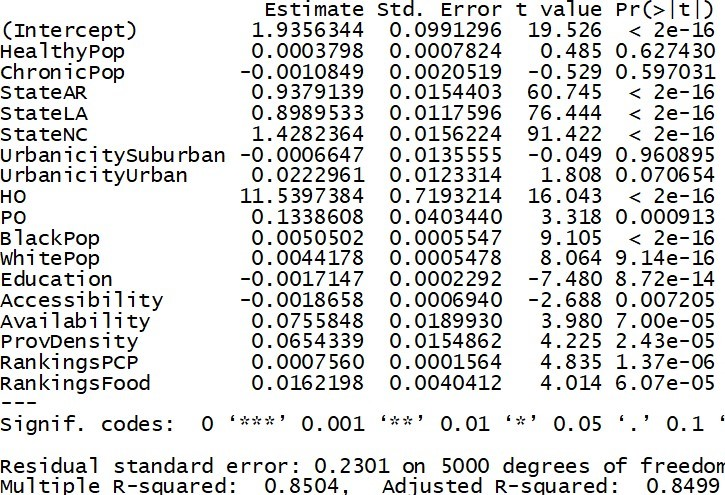 Estimate Std. Error t value Pr(>|t|)
(Intercept) 1.9356344 0.0991296 19.526 < 2e-16
HealthyPop 0.0003798 0.0007824 0.485 0.627430
ChronicPop -0.0010849 0.0020519 -0.529 0.597031
StateAR 0.9379139 0.0154403 60.745 < 2e-16
StateLA 0.8989533 0.0117596 76.444 < 2e-16
StateNC 1.4282364 0.0156224 91.422 < 2e-16
UrbanicitySuburban -0.0006647 0.0135555 -0.049 0.960895
UrbanicityUrban 0.0222961 0.0123314 1.808 0.070654
HO 11.5397384 0.7193214 16.043 < 2e-16
PO 0.1338608 0.0403440 3.318 0.000913
BlackPop 0.0050502 0.0005547 9.105 < 2e-16
WhitePop 0.0044178 0.0005478 8.064 9.14e-16
Education -0.0017147 0.0002292 -7.480 8.72e-14
Accessibility -0.0018658 0.0006940 -2.688 0.007205
Availability 0.0755848 0.0189930 3.980 7.00e-05
ProvDensity 0.0654339 0.0154862 4.225 2.43e-05
RankingsPCP 0.0007560 0.0001564 4.835 1.37e-06
RankingsFood 0.0162198 0.0040412 4.014 6.07e-05
---
Signif. codes: 0 ‘***’ 0.001 ‘**’ 0.01 ‘*’ 0.05 ‘.’ 0.1 ‘
Residual standard error: 0.2301 on 5000 degrees of freedom
Multiple R-squared: 0.8504, Adjusted R-squared: 0.8499